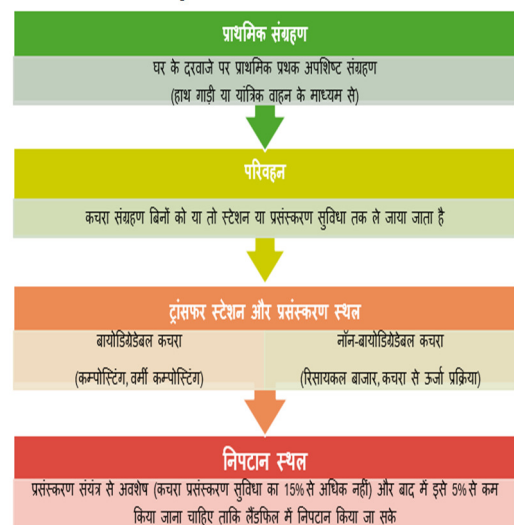 प्राथमिक संग्रहण
घर के दरवाजे पर प्राथमिक प्रथक अपशिष्ट संग्रहण
(हाथ गाड़ी या यांत्रिक वाहन के माध्यम से)
परिवहन
कचरा संग्रहण बिनों को या तो स्टेशन या प्रसंस्करण सुविधा तक ले जाया जाता है
ट्रांसफर स्टेशन और प्रसंस्करण स्थल
बायोडिग्रेडेबल कचरा
(कम्पोस्टिंग, वर्मी कम्पोस्टिंग)
नॉन-बायोडिग्रेडेबल कचरा
(रिसायकल बाजार, कचरा से ऊर्जा प्रक्रिया)
निपटान स्थल
प्रसंस्करण संयंत्र से अवशेष (कचरा प्रसंस्करण सुविधा का 15% से अधिक नहीं) और बाद में इसे 5% से कम
किया जाना चाहिए ताकि लैंडफिल में निपटान किया जा सके